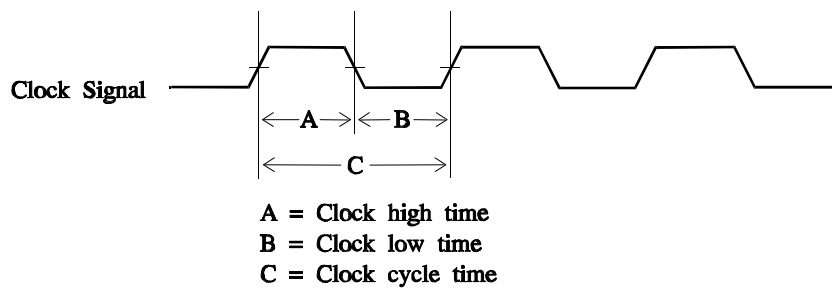 Clock Signal
A
B
C
A = Clock high time
B = Clock low time
C = Clock cycle time